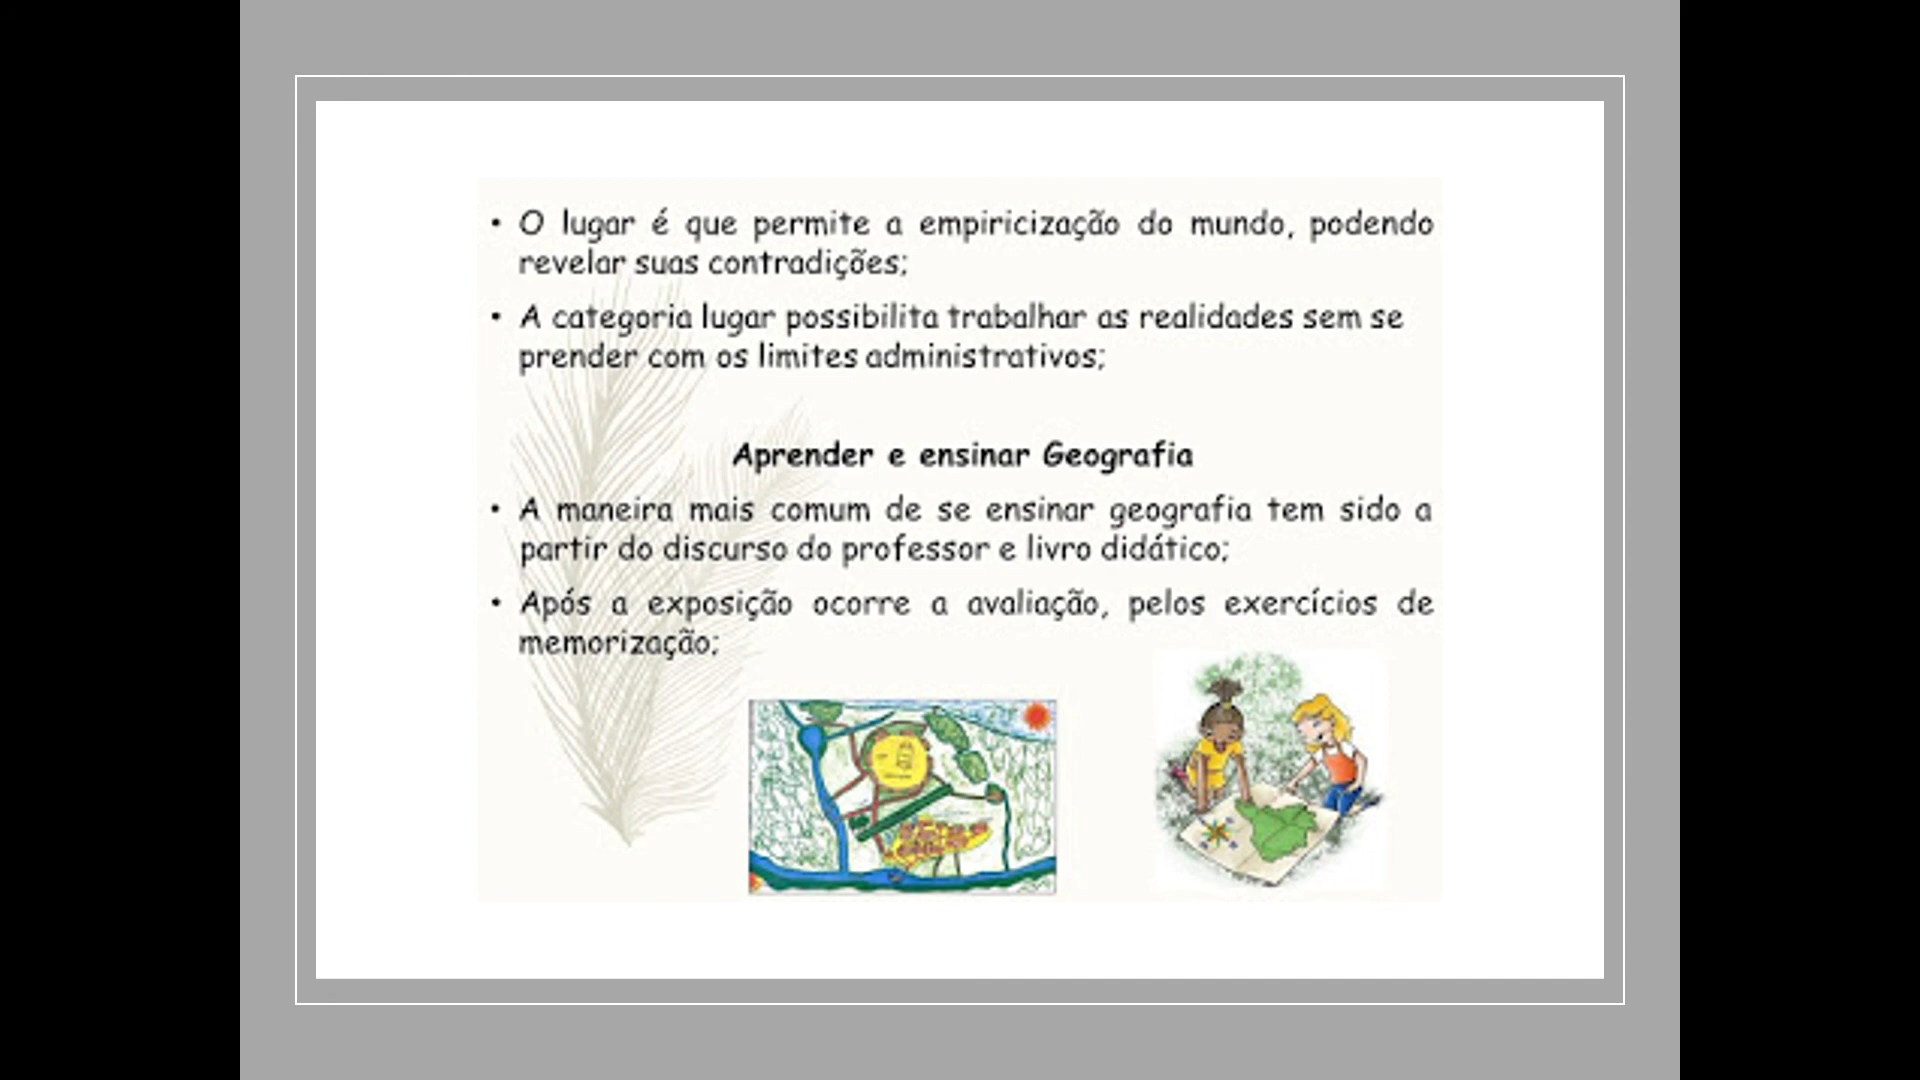 • O lugar é que permite a empiricização do mundo, podendo
revelar suas contradições;
• A categoria lugar possibilita trabalhar as realidades sem se
prender com os limites administrativos;
Aprender e ensinar Geografia
• A maneira mais comum de se ensinar geografia tem sido a
partir do discurso do professor e livro didático;
• Após a exposição ocorre a avaliação, pelos exercícios de
memorização;